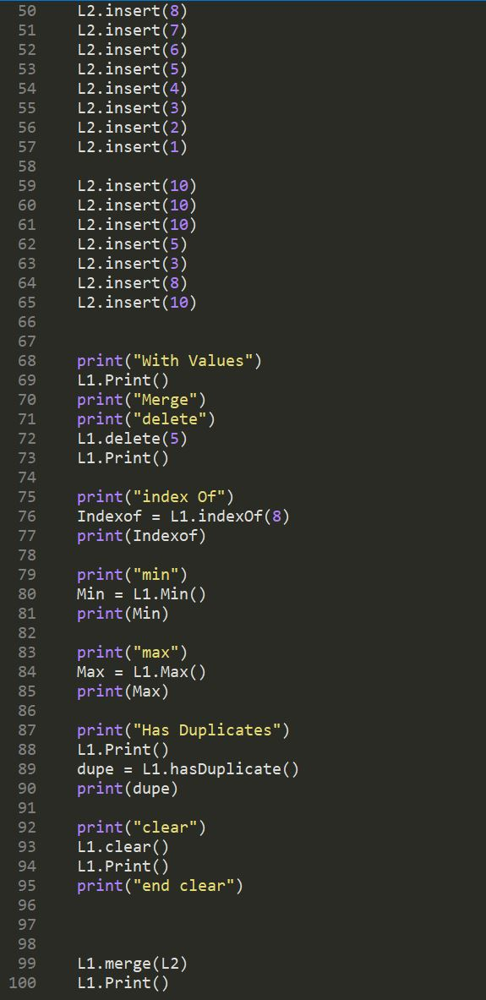 50 L2.insert(8)
51 L2.insert(7)
52 L2.insert(6)
53 L2.insert(5)
54 L2.insert(4)
55 L2.insert(3)
56 L2.insert(2)
57 L2.insert(1)
58
59 L2.insert(10)
60 L2.insert(10)
61 L2.insert(10)
62 L2.insert(5)
63 L2.insert(3)
64 L2.insert(8)
65 L2.insert(10)
66
67
68 print("With Values")
69 L1.Print()
70 print("Merge")
71 print("delete")
72 L1.delete(5)
73 L1.Print()
74
75 print("index Of")
76 Indexof = L1.indexOf(8)
77 print(Indexof)
78
79 print("min")
80 Min = L1.Min()
81 print(Min)
82
83 print("max")
84 Max = L1.Max()
85 print(Max)
86
87 print("Has Duplicates")
88 L1.Print()
89 dupe = L1.hasDuplicate()
90 print(dupe)
91
92 print("clear")
93 L1.clear()
94 L1.Print()
95 print("end clear")
96
97
98
99 L1.merge(L2)
100 L1.Print()